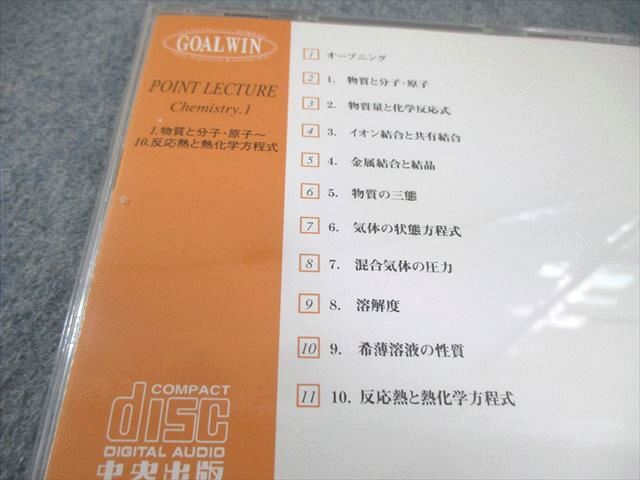 GOALWIN
POINT LECTURE
Chemistry.1
1.物質と分子・原子〜
10.反応熱と熱化学方程式
1 オープニング
2 1. 物質と分子・原子
3 2. 物質量と化学反応式
4 3. イオン結合と共有結合
5 4. 金属結合と結晶
6 5. 物質の三態
7 6. 気体の状態方程式
8 7. 混合気体の圧力
9 8. 溶解度
10 9. 希薄溶液の性質
11 10. 反応熱と熱化学方程式
COMPACT
disc
DIGITAL AUDIO
中央出版